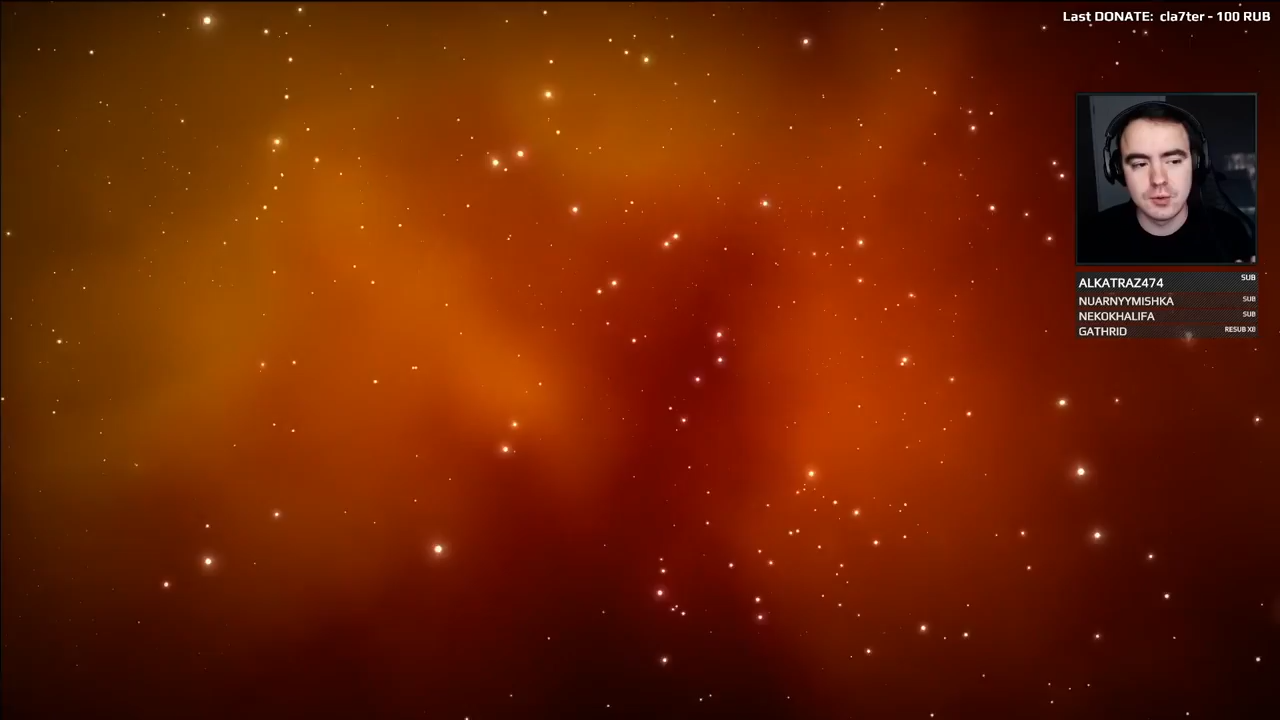 Last DONATE: cla7ter - 100 RUB
ALKATRAZ474 SUB
NUARNYYMISHKA SUB
NEKOKHALIFA SUB
GATHRID RESUB X8